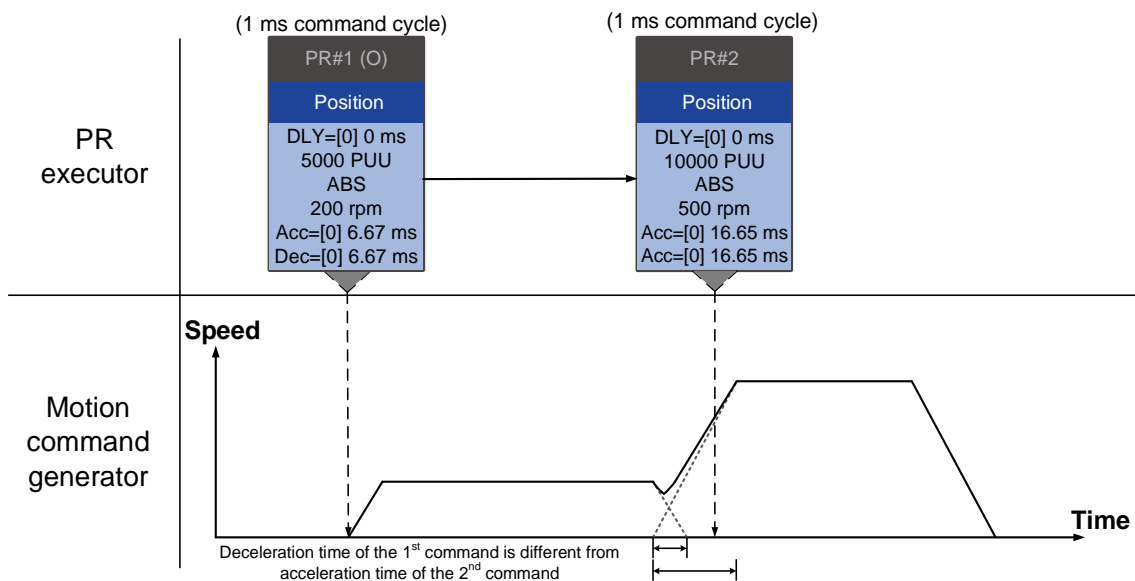 (1 ms command cycle)
(1 ms command cycle)
PR#1 (O)
Position
DLY=[0] 0 ms
5000 PUU
ABS
200 rpm
Acc=[0] 6.67 ms
Dec=[0] 6.67 ms
PR#2
Position
DLY=[0] 0 ms
10000 PUU
ABS
500 rpm
Acc=[0] 16.65 ms
Acc=[0] 16.65 ms
PR
executor
Speed
Motion
command
generator
Time
Deceleration time of the 1st command is different from
acceleration time of the 2nd command